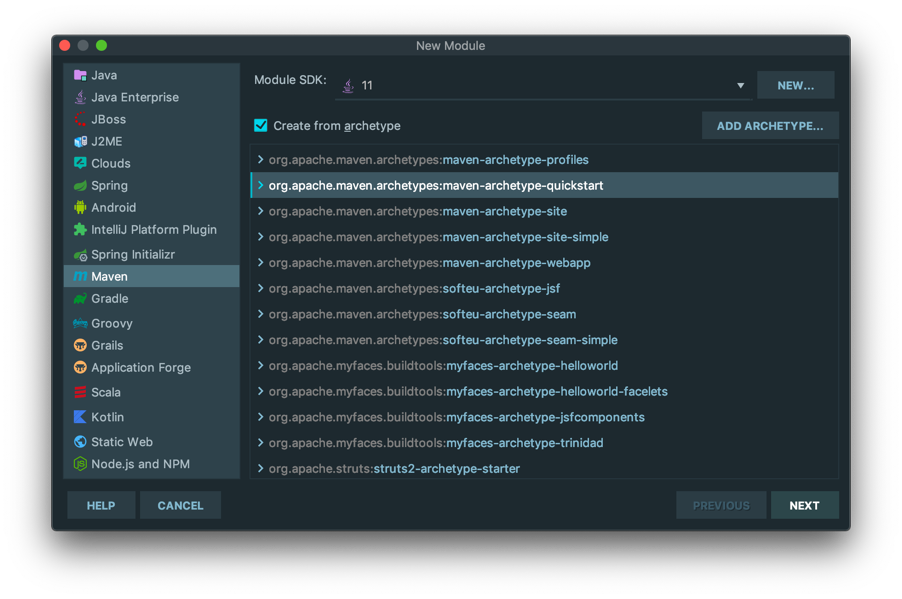 New Module
Java
Java Enterprise
JBoss
J2ME
Clouds
Spring
Android
IntelliJ Platform Plugin
Spring Initializr
Maven
Gradle
Groovy
Grails
Application Forge
Scala
Kotlin
Static Web
Node.js and NPM
Module SDK:
11
NEW...
Create from archetype
ADD ARCHETYPE...
org.apache.maven.archetypes:maven-archetype-profiles
org.apache.maven.archetypes:maven-archetype-quickstart
org.apache.maven.archetypes:maven-archetype-site
org.apache.maven.archetypes:maven-archetype-site-simple
org.apache.maven.archetypes:maven-archetype-webapp
org.apache.maven.archetypes:softeu-archetype-jsf
org.apache.maven.archetypes:softeu-archetype-seam
org.apache.maven.archetypes:softeu-archetype-seam-simple
org.apache.myfaces.buildtools:myfaces-archetype-helloworld
org.apache.myfaces.buildtools:myfaces-archetype-helloworld-facelets
org.apache.myfaces.buildtools:myfaces-archetype-jsfcomponents
org.apache.myfaces.buildtools:myfaces-archetype-trinidad
org.apache.struts:struts2-archetype-starter
HELP
CANCEL
PREVIOUS
NEXT